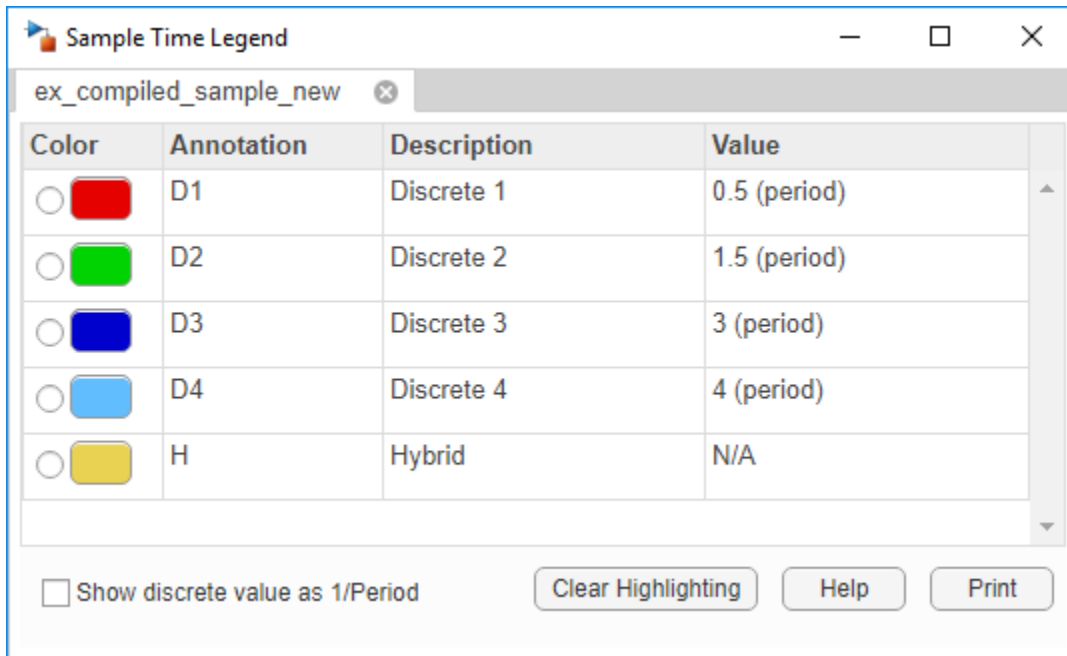 Sample Time Legend
ex_compiled_sample_new
Color Annotation Description Value
D1 Discrete 1 0.5 (period)
D2 Discrete 2 1.5 (period)
D3 Discrete 3 3 (period)
D4 Discrete 4 4 (period)
H Hybrid N/A
Show discrete value as 1/Period Clear Highlighting Help Print